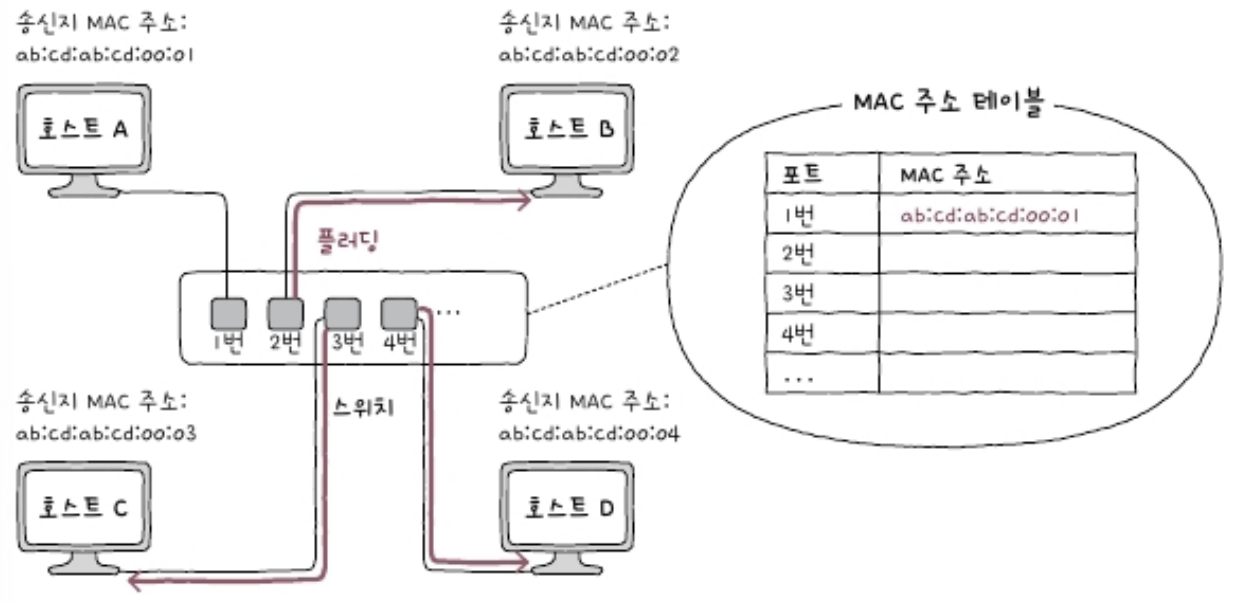 송신지 MAC 주소:
ab:cd:ab:cd:00:01
호스트 A
송신지 MAC 주소:
ab:cd:ab:cd:00:02
호스트 B
플러딩
1번
2번
3번
4번
...
스위치
송신지 MAC 주소:
ab:cd:ab:cd:00:03
호스트 C
송신지 MAC 주소:
ab:cd:ab:cd:00:04
호스트 D
MAC 주소 테이블
포트 MAC 주소
1번 ab:cd:ab:cd:00:01
2번
3번
4번
...